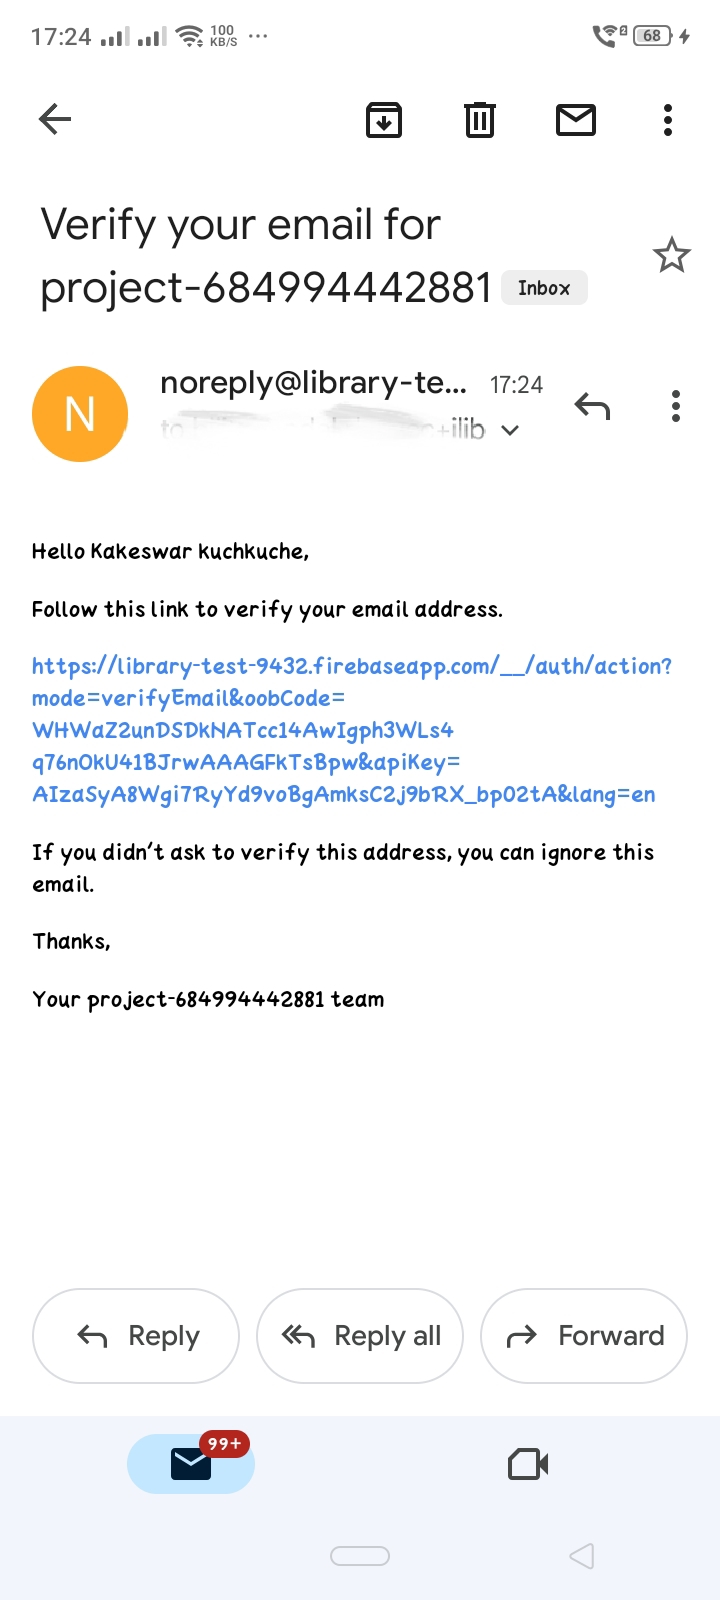 17:24 100 KB/S ... 68
Verify your email for
project-684994442881 Inbox
N noreply@library-te... 17:24
+ilib
Hello Kakeswar kuchkuche,
Follow this link to verify your email address.
https://library-test-9432.firebaseapp.com/__/auth/action?
mode=verifyEmail&oobCode=
WHWaZ2unDSDkNATcc14AwIgph3WLs4
q76nOkU41BJrwAAAGFkTsBpw&apiKey=
AIzaSyA8Wgi7RyYd9voBgAmksC2j9bRX_bp02tA&lang=en
If you didn't ask to verify this address, you can ignore this
email.
Thanks,
Your project-684994442881 team
Reply Reply all Forward
99+